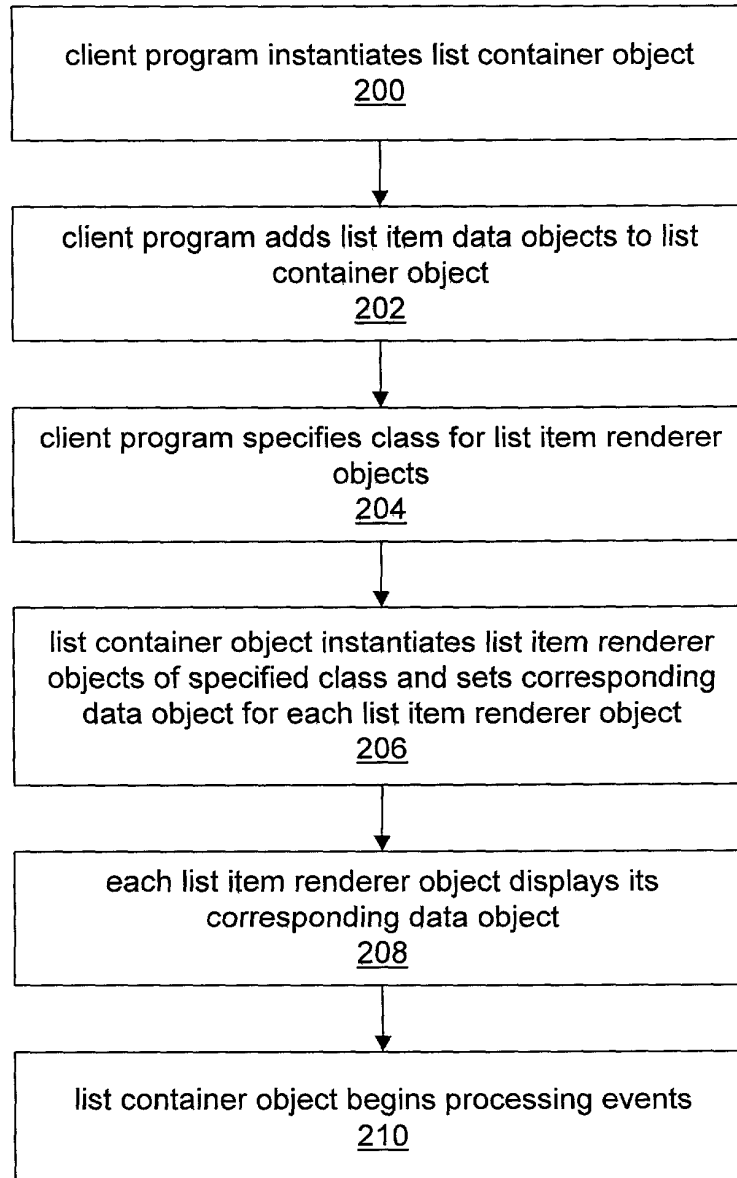 client program instantiates list container object
200
client program adds list item data objects to list
container object
202
client program specifies class for list item renderer
objects
204
list container object instantiates list item renderer
objects of specified class and sets corresponding
data object for each list item renderer object
206
each list item renderer object displays its
corresponding data object
208
list container object begins processing events
210